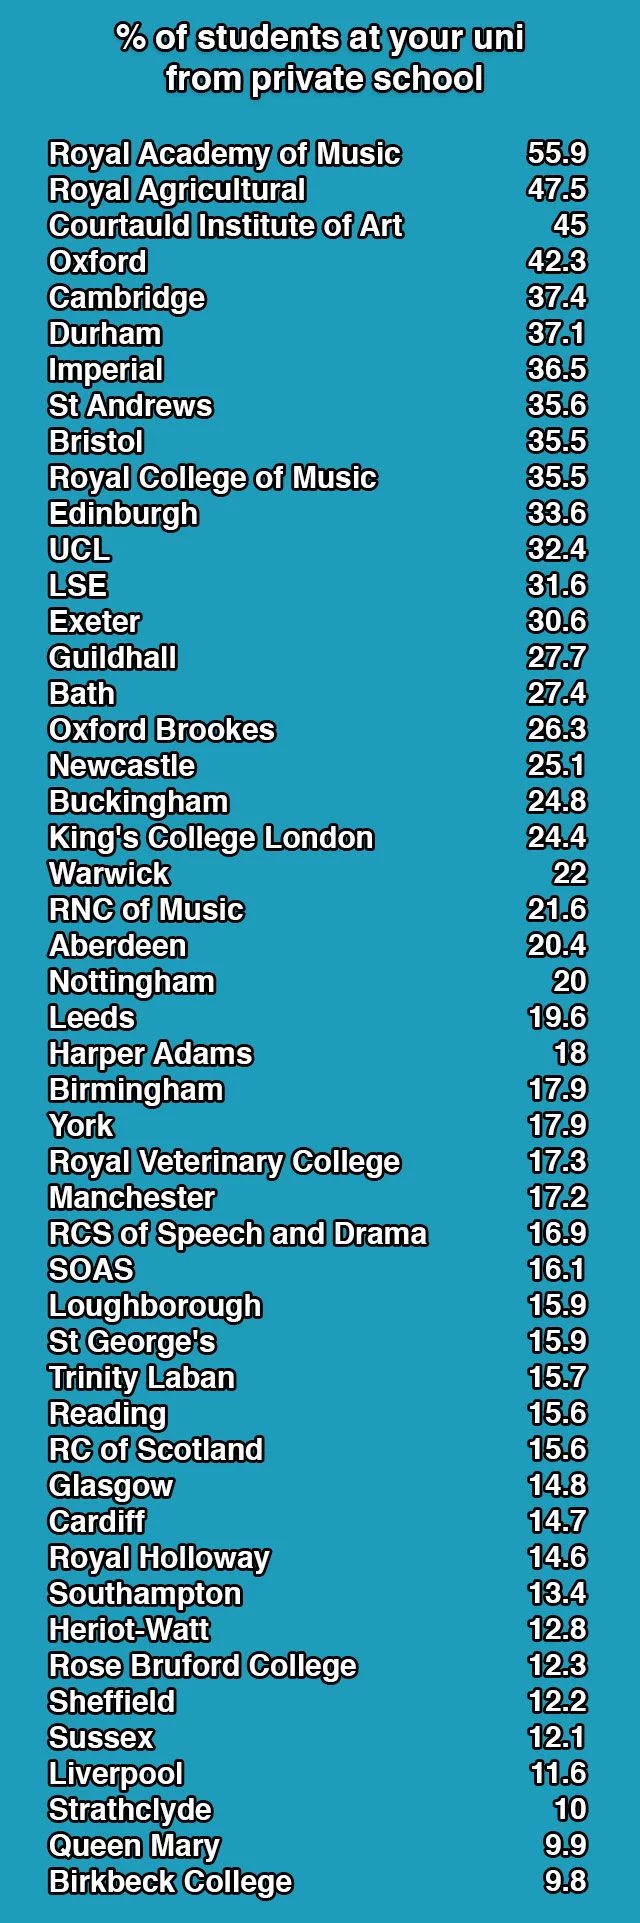 % of students at your uni
from private school
Royal Academy of Music 55.9
Royal Agricultural 47.5
Courtauld Institute of Art 45
Oxford 42.3
Cambridge 37.4
Durham 37.1
Imperial 36.5
St Andrews 35.6
Bristol 35.5
Royal College of Music 35.5
Edinburgh 33.6
UCL 32.4
LSE 31.6
Exeter 30.6
Guildhall 27.7
Bath 27.4
Oxford Brookes 26.3
Newcastle 25.1
Buckingham 24.8
King's College London 24.4
Warwick 22
RNC of Music 21.6
Aberdeen 20.4
Nottingham 20
Leeds 19.6
Harper Adams 18
Birmingham 17.9
York 17.9
Royal Veterinary College 17.3
Manchester 17.2
RCS of Speech and Drama 16.9
SOAS 16.1
Loughborough 15.9
St George's 15.9
Trinity Laban 15.7
Reading 15.6
RC of Scotland 15.6
Glasgow 14.8
Cardiff 14.7
Royal Holloway 14.6
Southampton 13.4
Heriot-Watt 12.8
Rose Bruford College 12.3
Sheffield 12.2
Sussex 12.1
Liverpool 11.6
Strathclyde 10
Queen Mary 9.9
Birkbeck College 9.8